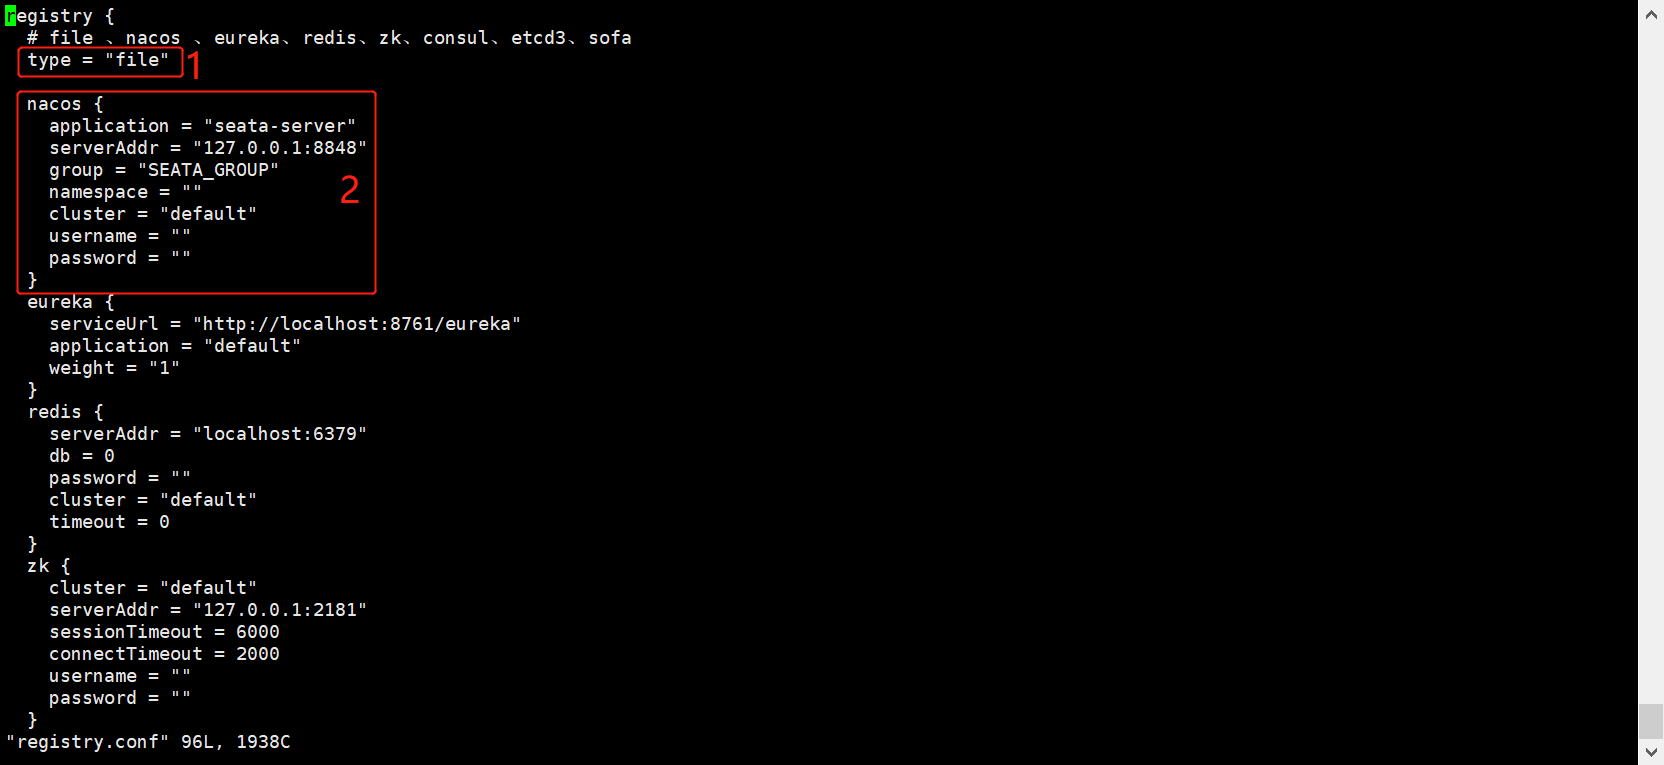 registry {
  # file 、nacos 、eureka、redis、zk、consul、etcd3、sofa
  type = "file"
1

  nacos {
    application = "seata-server"
    serverAddr = "127.0.0.1:8848"
    group = "SEATA_GROUP"
    namespace = ""
2
    cluster = "default"
    username = ""
    password = ""
  }
  eureka {
    serviceUrl = "http://localhost:8761/eureka"
    application = "default"
    weight = "1"
  }
  redis {
    serverAddr = "localhost:6379"
    db = 0
    password = ""
    cluster = "default"
    timeout = 0
  }
  zk {
    cluster = "default"
    serverAddr = "127.0.0.1:2181"
    sessionTimeout = 6000
    connectTimeout = 2000
    username = ""
    password = ""
  }
"registry.conf" 96L, 1938C